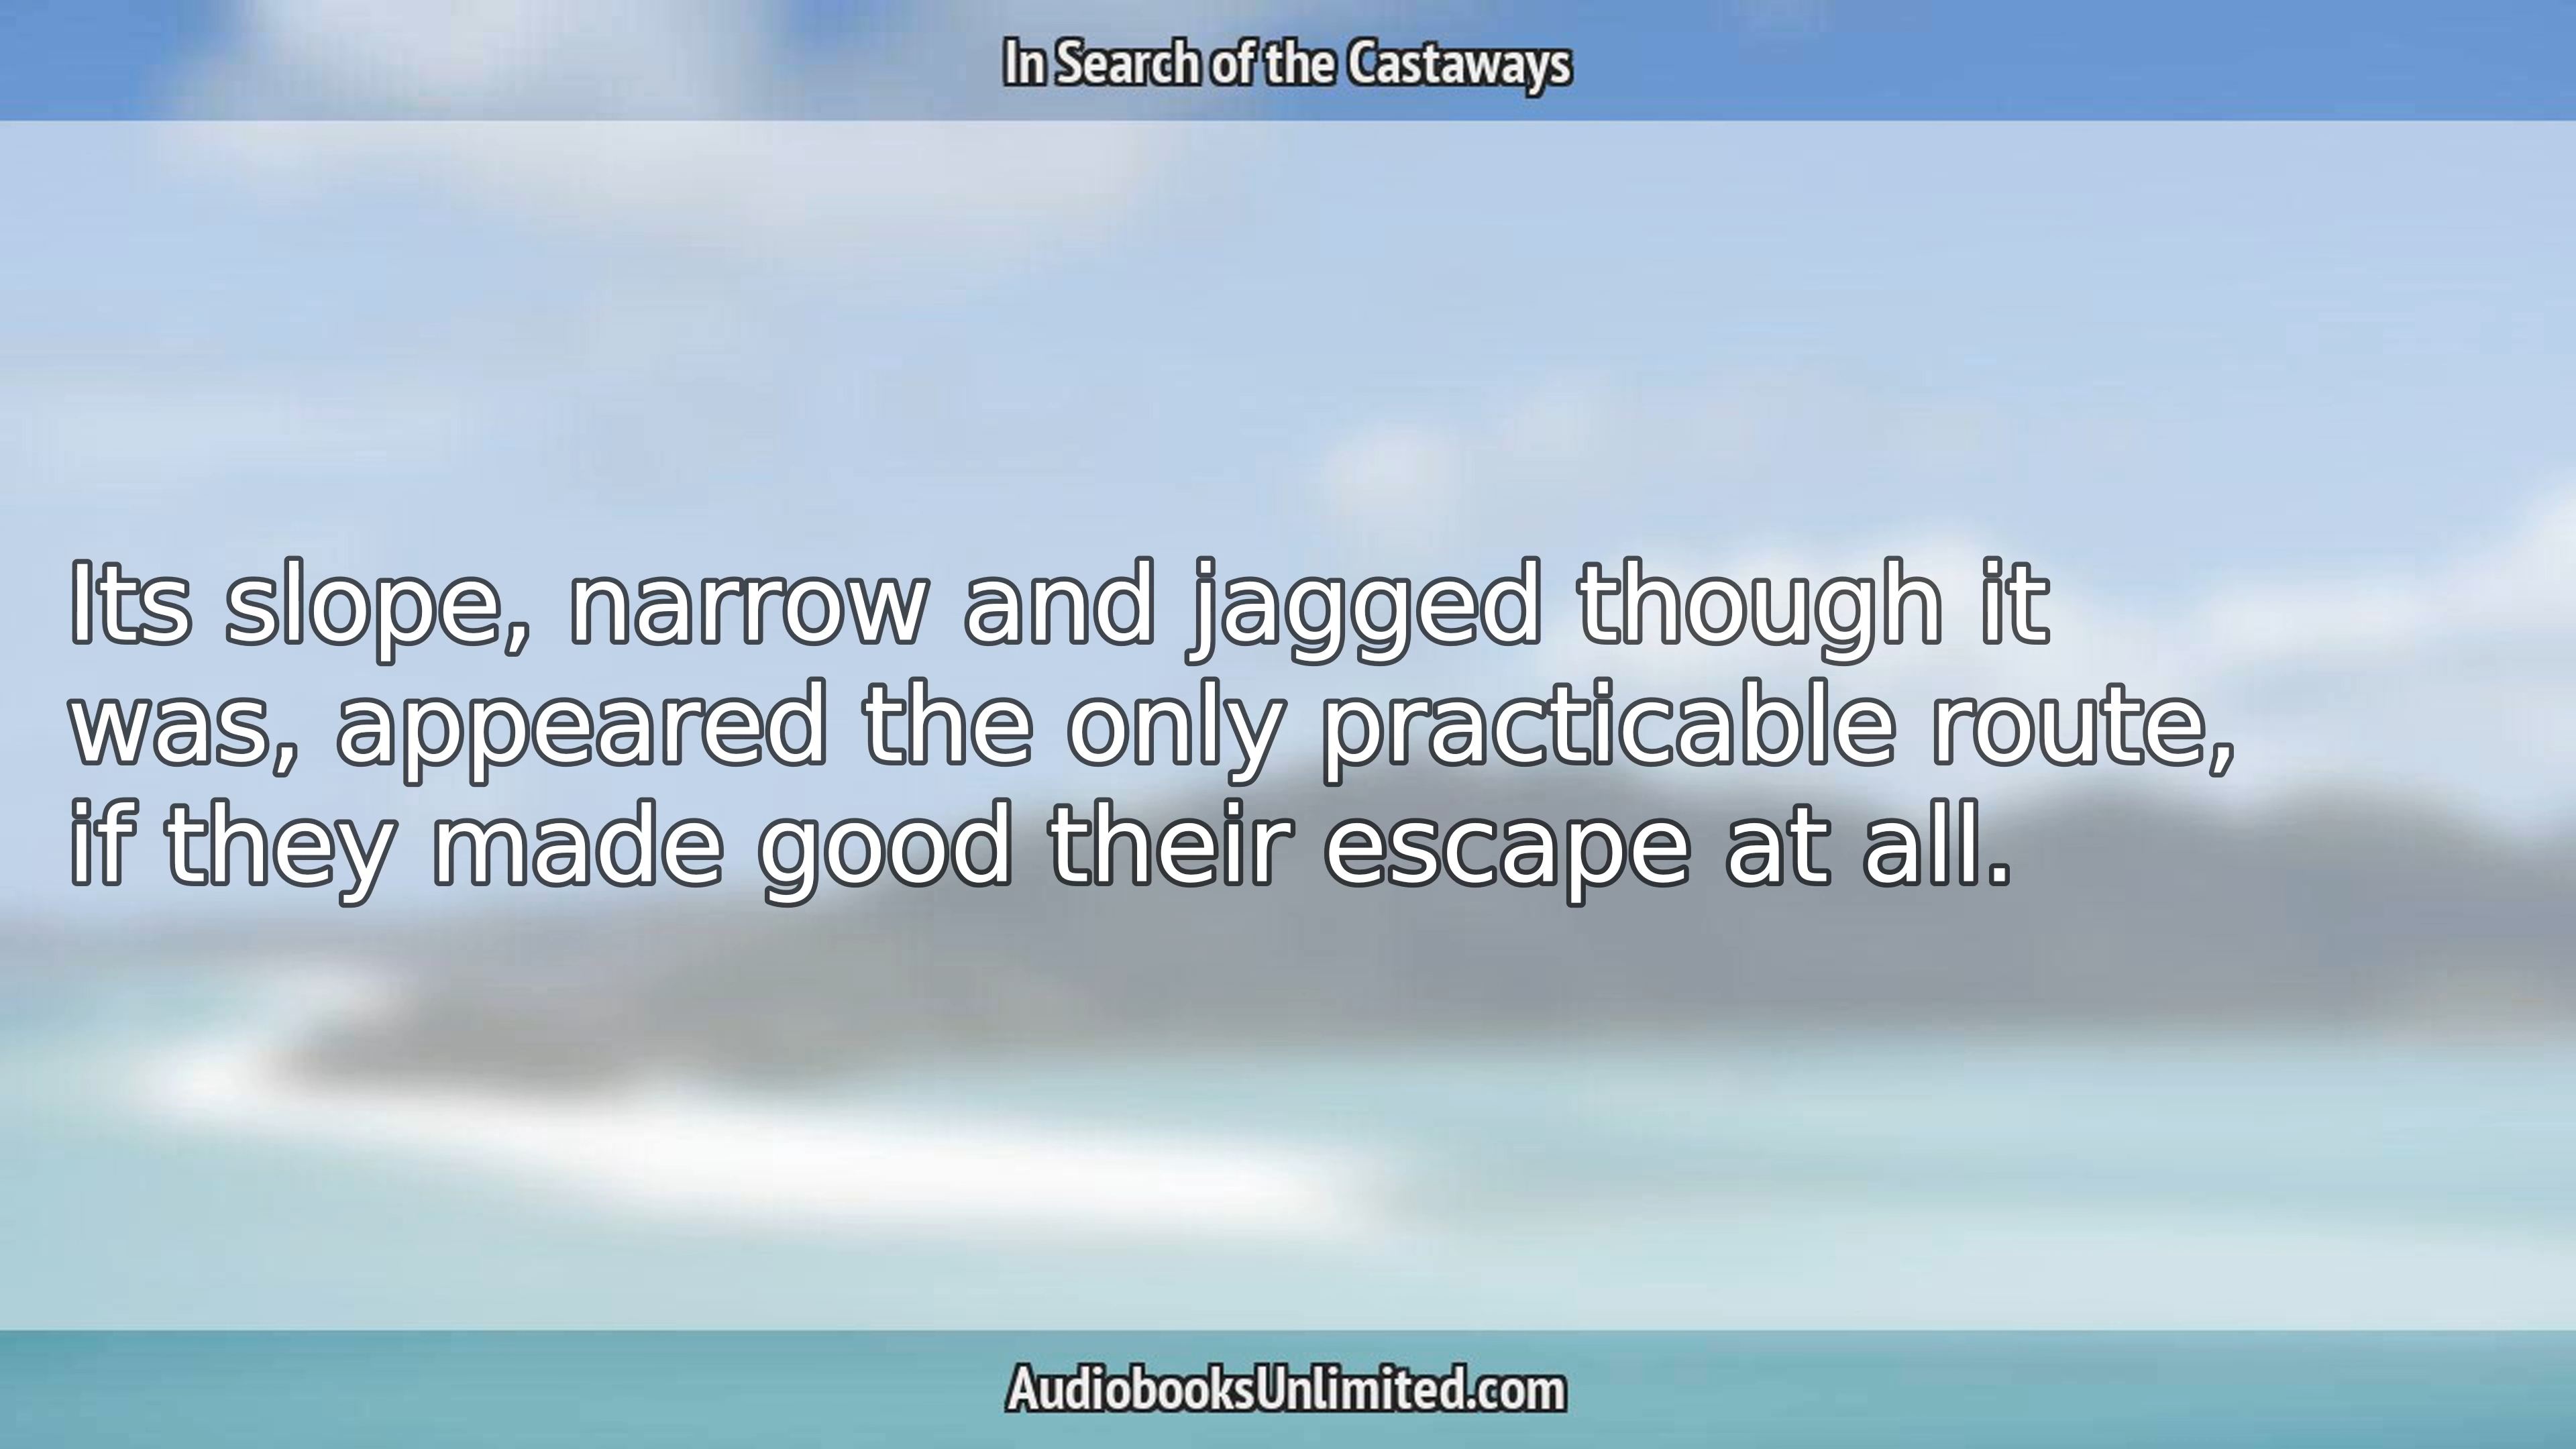 In Search of the Castaways
Its slope, narrow and jagged though it
was, appeared the only practicable route,
if they made good their escape at all.
AudiobooksUnlimited.com